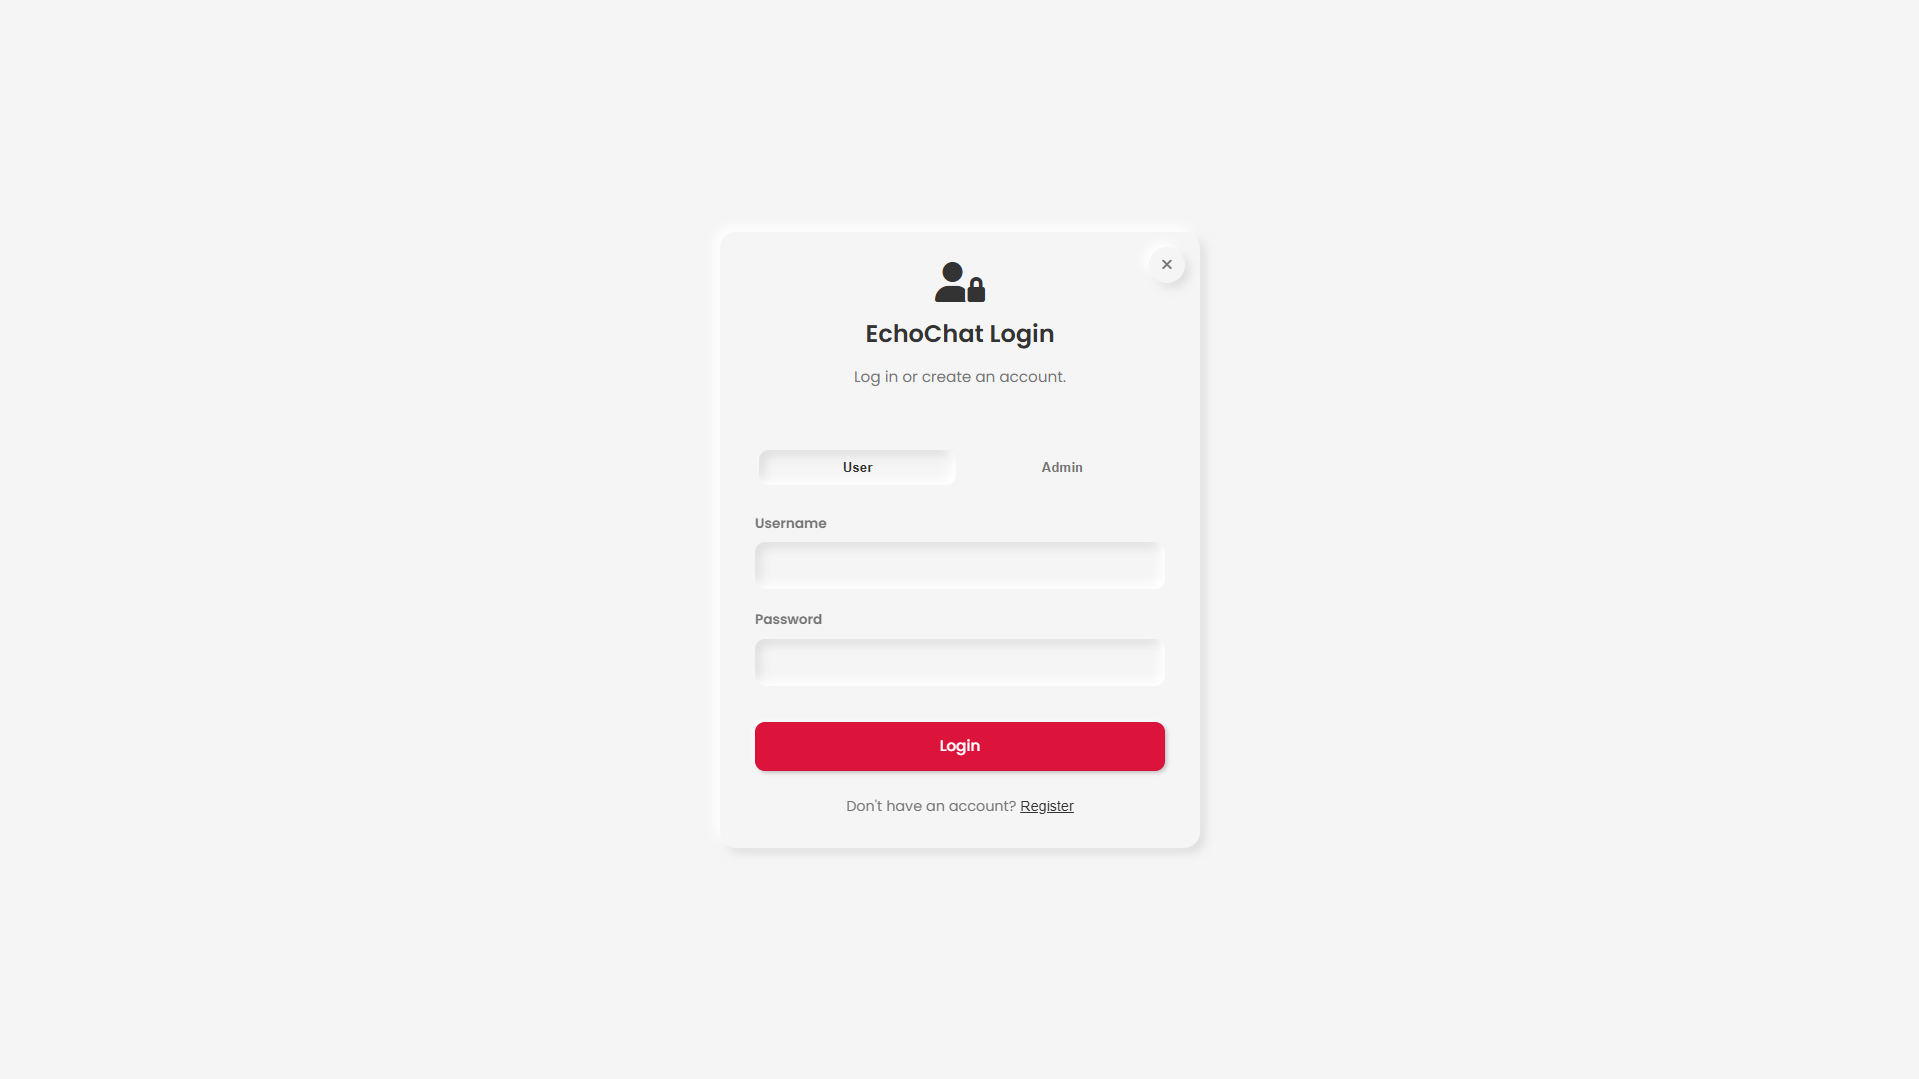 EchoChat Login
Log in or create an account.
User Admin
Username
Password
Login
Don't have an account? Register